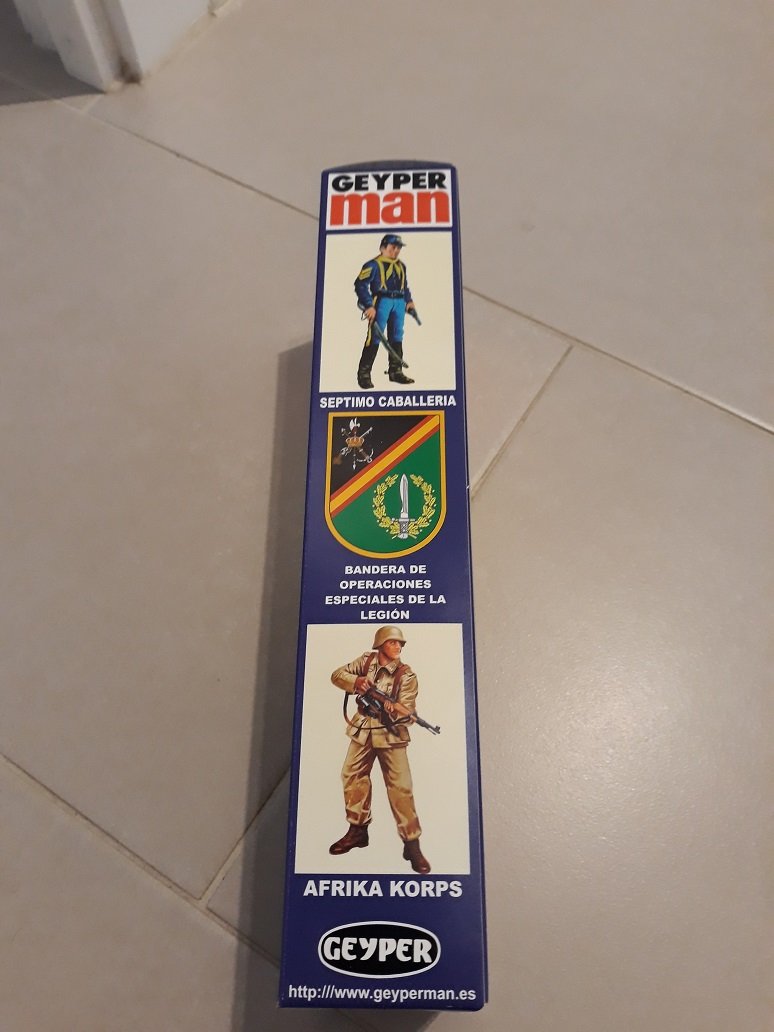 GEYPER
man
SEPTIMO CABALLERIA
BANDERA DE
OPERACIONES
ESPECIALES DE LA
LEGIÓN
AFRIKA KORPS
GEYPER
http:///www.geyperman.es